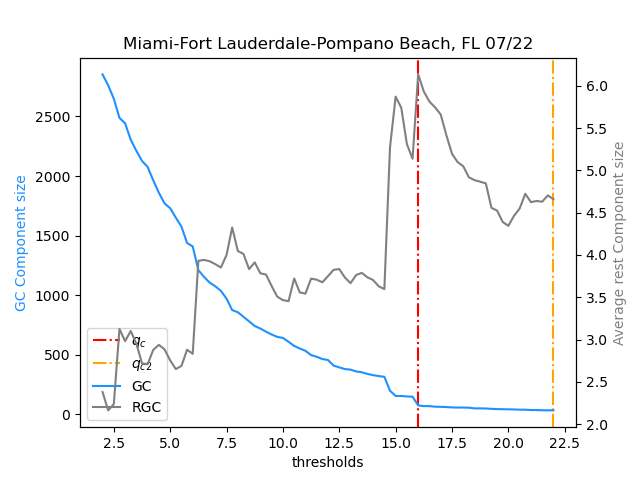 Miami-Fort Lauderdale-Pompano Beach, FL 07/22
GC Component size
2500
2000
1500
1000
500
0
6.0
5.5
5.0
4.5
4.0
3.5
3.0
2.5
2.0
Average rest Component size
q_c
q_c2
GC
RGC
2.5 5.0 7.5 10.0 12.5 15.0 17.5 20.0 22.5
thresholds